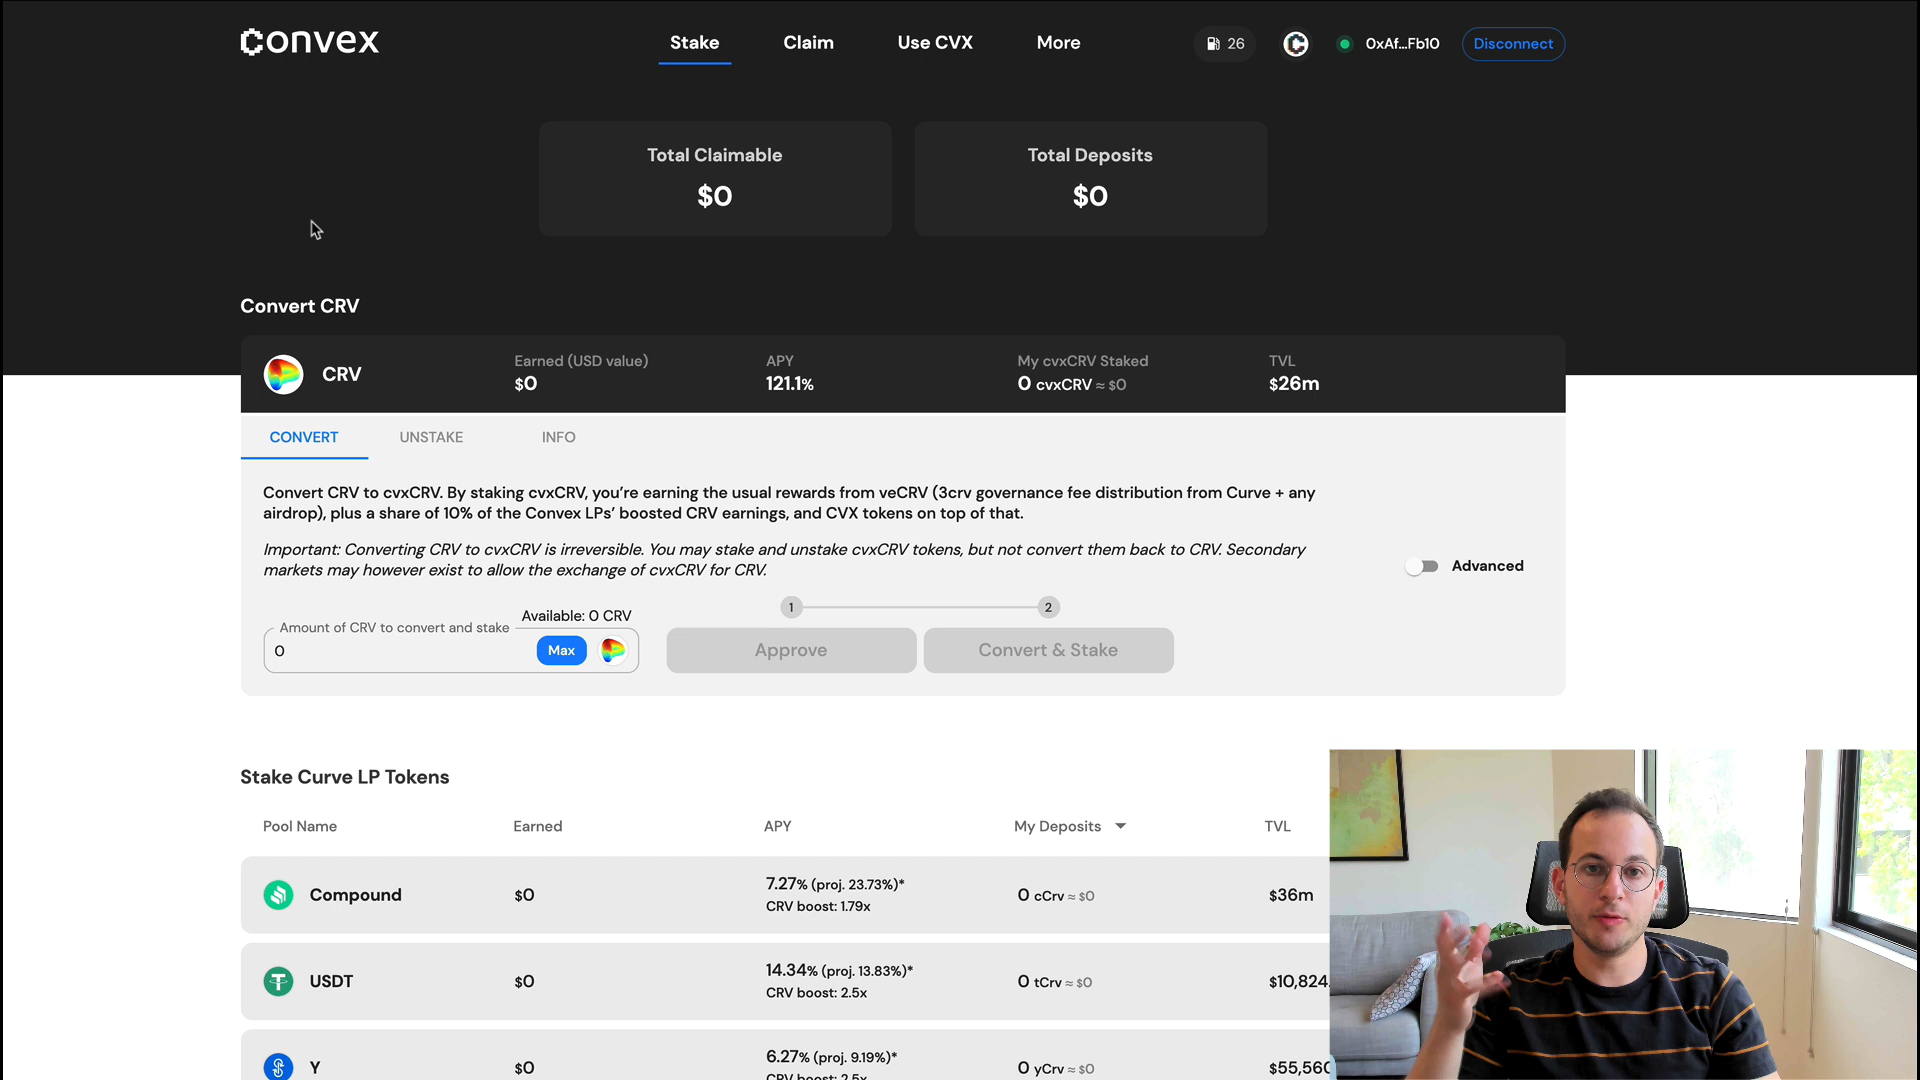 Convex
Stake
Claim
Use CVX
More
26
0xAf...Fb10
Disconnect
Total Claimable
$0
Total Deposits
$0
Convert CRV
CRV
Earned (USD value)
$0
APY
121.1%
My cvxCRV Staked
0 cvxCRV ≈ $0
TVL
$26m
CONVERT
UNSTAKE
INFO
Convert CRV to cvxCRV. By staking cvxCRV, you're earning the usual rewards from veCRV (3crv governance fee distribution from Curve + any
airdrop), plus a share of 10% of the Convex LPs' boosted CRV earnings, and CVX tokens on top of that.
Important: Converting CRV to cvxCRV is irreversible. You may stake and unstake cvxCRV tokens, but not convert them back to CRV. Secondary
markets may however exist to allow the exchange of cvxCRV for CRV.
Advanced
Available: 0 CRV
Amount of CRV to convert and stake
0
Max
1
2
Approve
Convert & Stake
Stake Curve LP Tokens
Pool Name
Earned
APY
My Deposits
TVL
Compound
$0
7.27% (proj. 23.73%)*
CRV boost: 1.79x
0 cCrv ≈ $0
$36m
USDT
$0
14.34% (proj. 13.83%)*
CRV boost: 2.5x
0 tCrv ≈ $0
$10,824
Y
$0
6.27% (proj. 9.19%)*
CRV boost: 2.5x
0 yCrv ≈ $0
$55,560